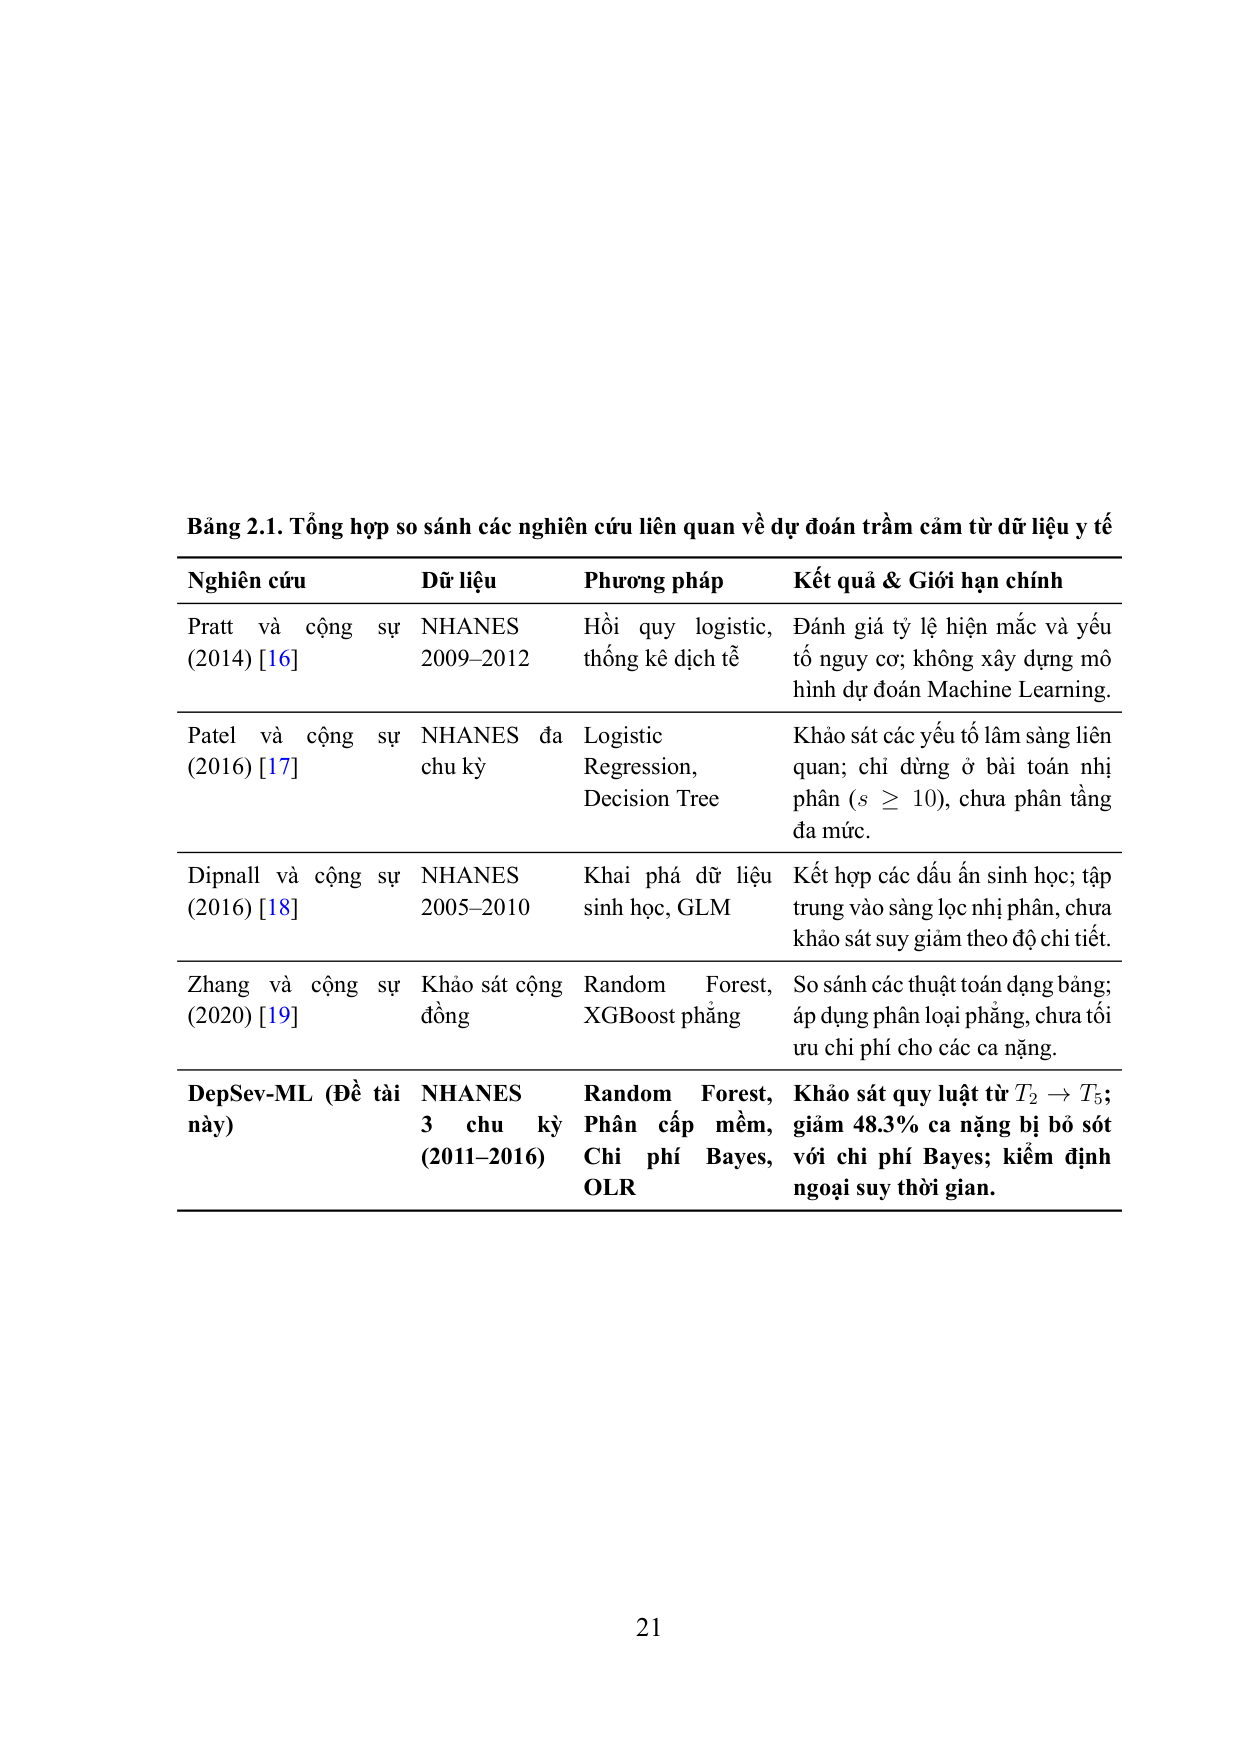 Bảng 2.1. Tổng hợp so sánh các nghiên cứu liên quan về dự đoán trầm cảm từ dữ liệu y tế
Nghiên cứu Dữ liệu Phương pháp Kết quả & Giới hạn chính
Pratt và cộng sự NHANES Hồi quy logistic, Đánh giá tỷ lệ hiện mắc và yếu
(2014) [16] 2009–2012 thống kê dịch tễ tố nguy cơ; không xây dựng mô
hình dự đoán Machine Learning.
Patel và cộng sự NHANES đa Logistic Khảo sát các yếu tố lâm sàng liên
(2016) [17] chu kỳ Regression, quan; chỉ dừng ở bài toán nhị
Decision Tree phân (s ≥ 10), chưa phân tầng
đa mức.
Dipnall và cộng sự NHANES Khai phá dữ liệu Kết hợp các dấu ấn sinh học; tập
(2016) [18] 2005–2010 sinh học, GLM trung vào sàng lọc nhị phân, chưa
khảo sát suy giảm theo độ chi tiết.
Zhang và cộng sự Khảo sát cộng Random Forest, So sánh các thuật toán dạng bảng;
(2020) [19] đồng XGBoost phẳng áp dụng phân loại phẳng, chưa tối
ưu chi phí cho các ca nặng.
DepSev-ML (Đề tài NHANES Random Forest, Khảo sát quy luật từ T₂ → T₅;
này) 3 chu kỳ Phân cấp mềm, giảm 48.3% ca nặng bị bỏ sót
(2011–2016) Chi phí Bayes, với chi phí Bayes; kiểm định
OLR ngoại suy thời gian.
21